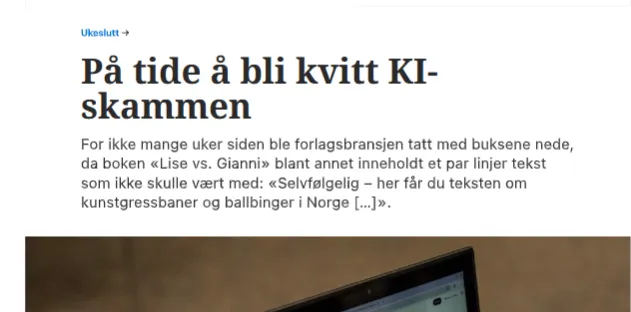 Ukeslutt →
På tide å bli kvitt KI-
skammen
For ikke mange uker siden ble forlagsbransjen tatt med buksene nede,
da boken «Lise vs. Gianni» blant annet inneholdt et par linjer tekst
som ikke skulle vært med: «Selvfølgelig – her får du teksten om
kunstgressbaner og ballbinger i Norge [...]».